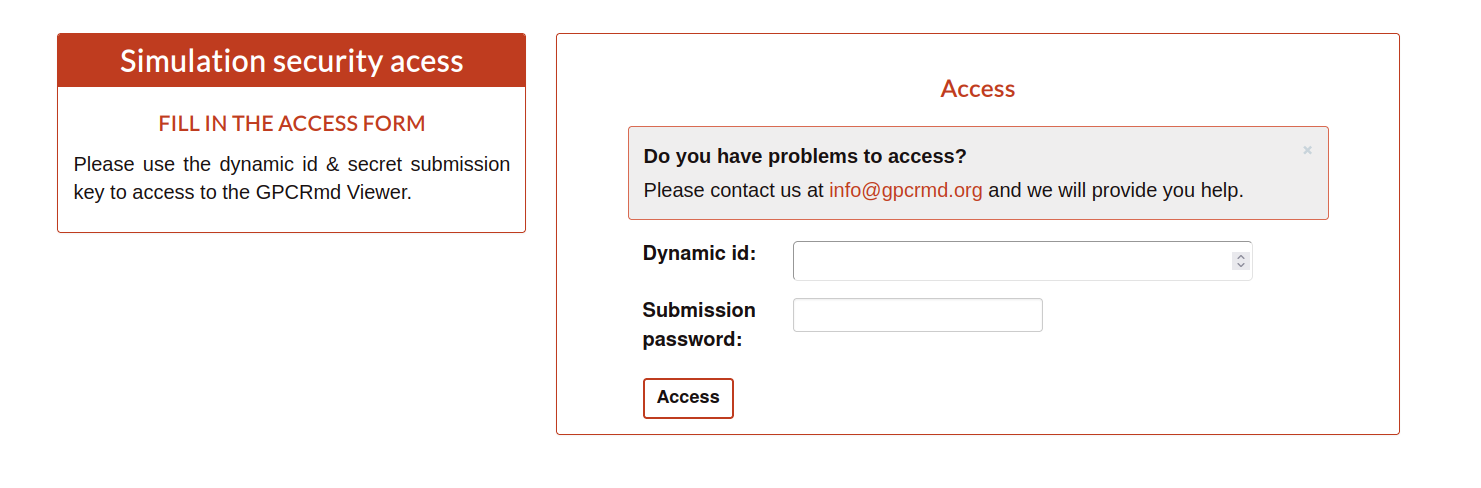 Simulation security acess
FILL IN THE ACCESS FORM
Please use the dynamic id & secret submission
key to access to the GPCRmd Viewer.
Access
Do you have problems to access?
×
Please contact us at info@gpcrmd.org and we will provide you help.
Dynamic id:
Submission
password:
Access